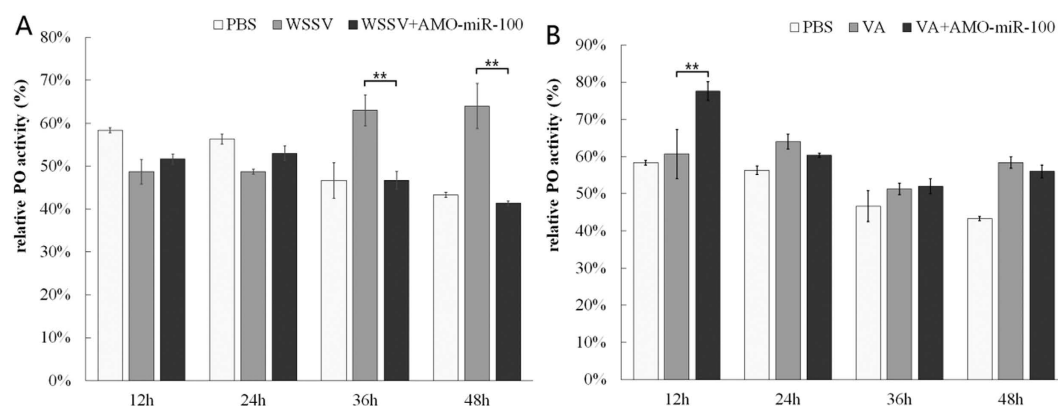 A
PBS WSSV WSSV+AMO-miR-100
relative PO activity (%)
80%
70%
60%
50%
40%
30%
20%
10%
0%
** **
12h 24h 36h 48h
B
PBS VA VA+AMO-miR-100
relative PO activity (%)
90%
80%
70%
60%
50%
40%
30%
20%
10%
0%
**
12h 24h 36h 48h